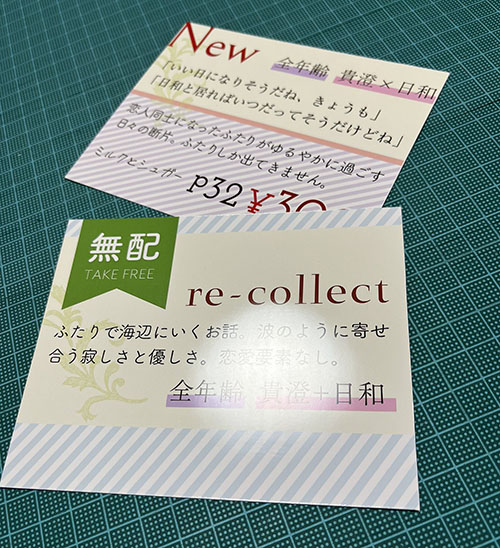 New
全年齢 貴澄×日和
「いい日になりそうだね、きょうも」
「日和と居ればいつだってそうだけどね」
恋人同士になったふたりがゆるやかに過ごす
日々の断片。ふたりしか出てきません。
ミルクとシュガー p32 ¥30
無配
TAKE FREE
re-collect
ふたりで海辺にいくお話。波のように寄せ
合う寂しさと優しさ。恋愛要素なし。
全年齢 貴澄+日和